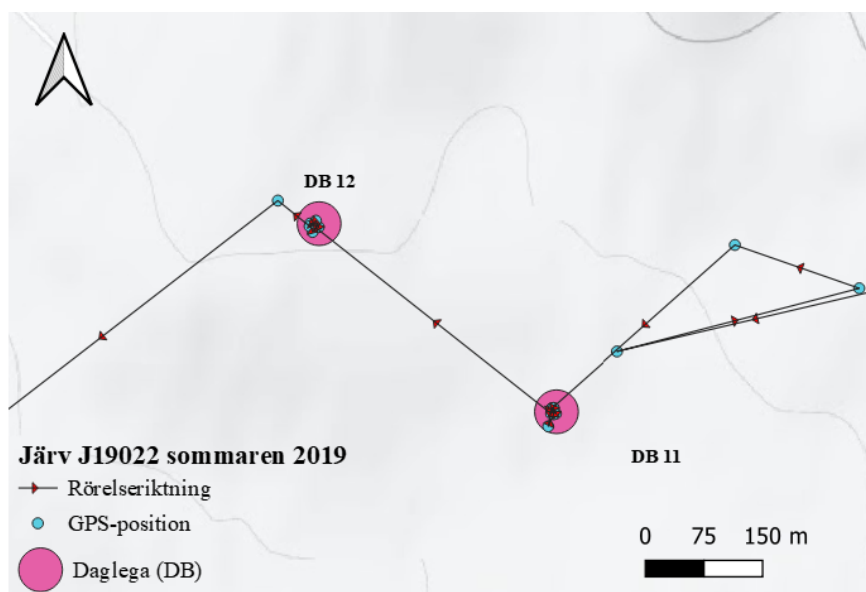 DB 12
DB 11
Järv J19022 sommaren 2019
Rörelseriktning
GPS-position
Daglega (DB)
0 75 150 m